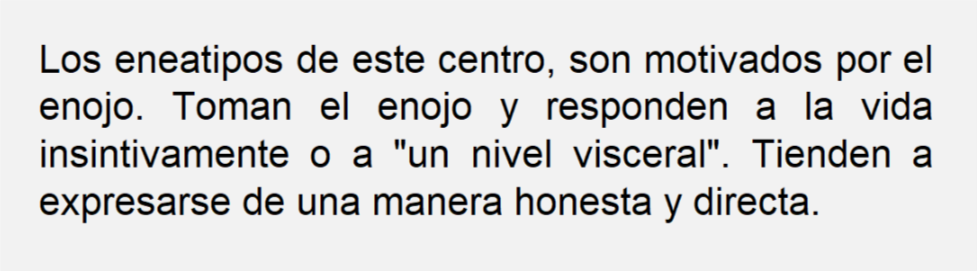 Los eneatipos de este centro, son motivados por el
enojo. Toman el enojo y responden a la vida
insintivamente o a "un nivel visceral". Tienden a
expresarse de una manera honesta y directa.